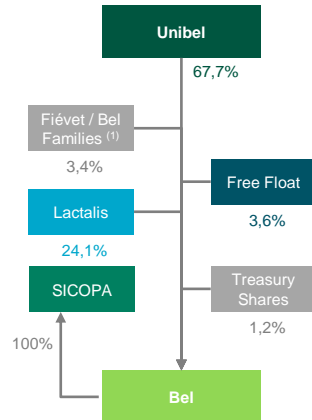 Unibel
67,7%
Fiévet / Bel
Families (1)
3,4%
Free Float
3,6%
Lactalis
24,1%
SICOPA
Treasury
Shares
1,2%
100%
Bel